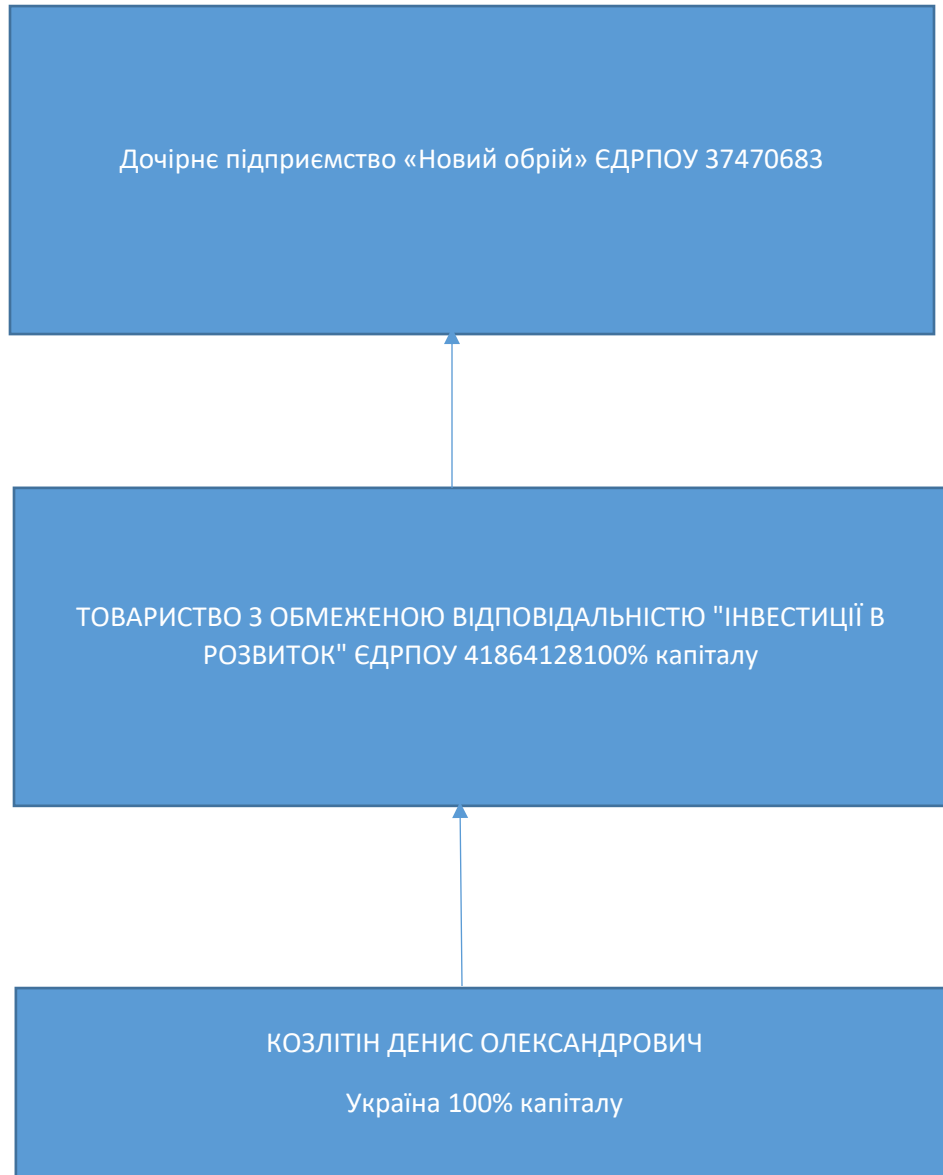 Дочірнє підприємство «Новий обрій» ЄДРПОУ 37470683
ТОВАРИСТВО З ОБМЕЖЕНОЮ ВІДПОВІДАЛЬНІСТЮ "ІНВЕСТИЦІЇ В
РОЗВИТОК" ЄДРПОУ 41864128100% капіталу
КОЗЛІТІН ДЕНИС ОЛЕКСАНДРОВИЧ
Україна 100% капіталу